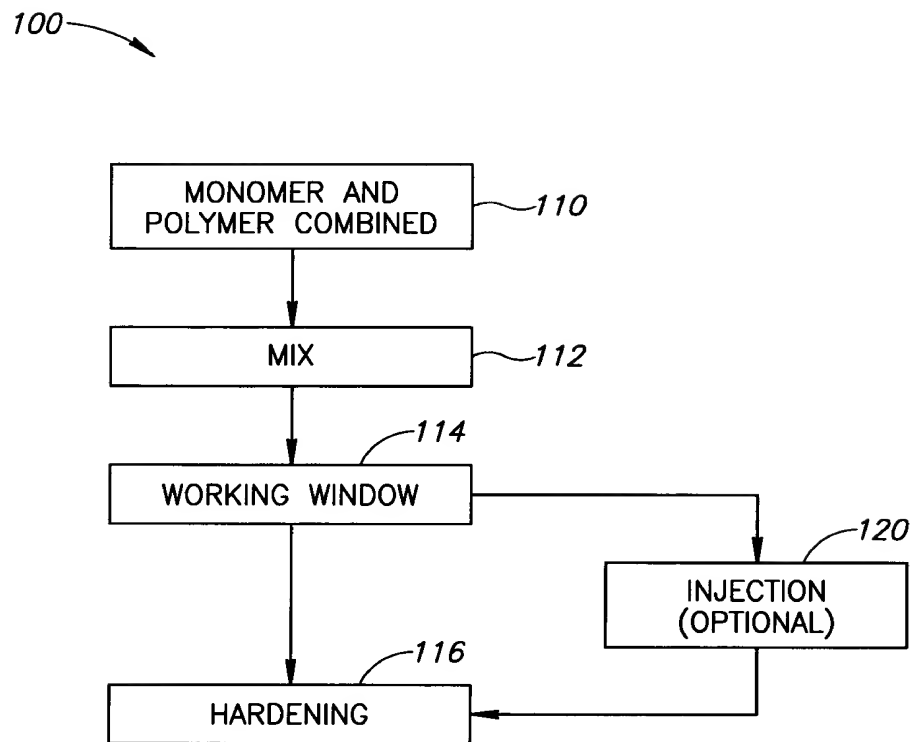 100
MONOMER AND
POLYMER COMBINED
110
MIX
112
114
WORKING WINDOW
120
INJECTION
(OPTIONAL)
116
HARDENING